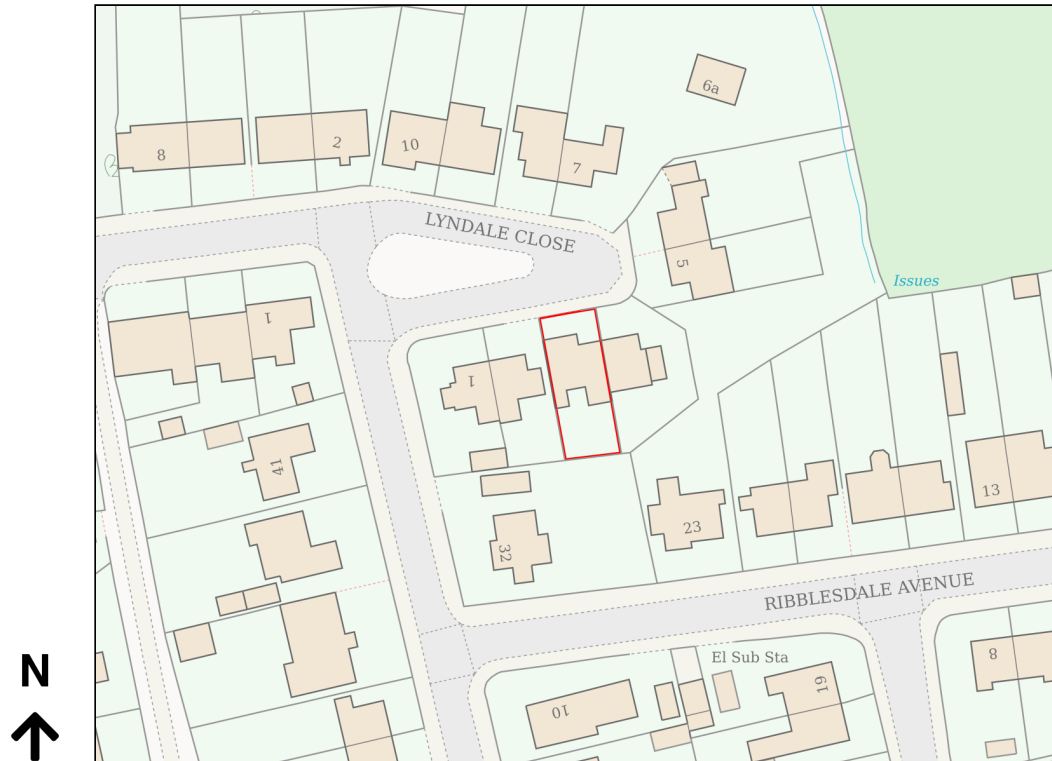 6a
8
2
10
7
LYNDALE CLOSE
5
Issues
1
1
41
13
23
32
RIBBLESDALE AVENUE
El Sub Sta
8
19
10
N